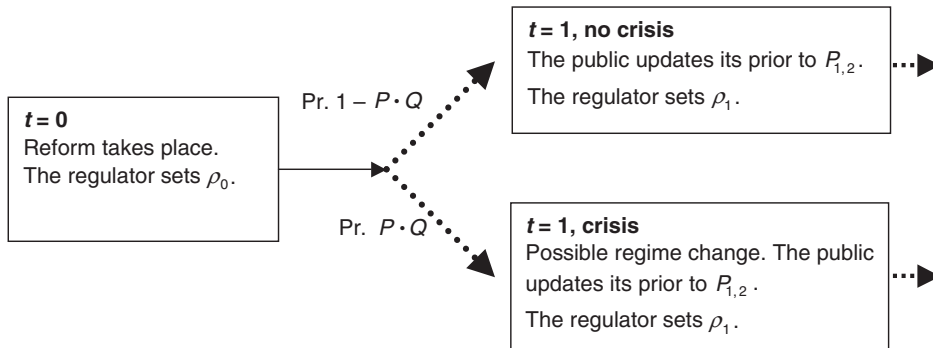 t = 0
Reform takes place.
The regulator sets ρ₀.
Pr. 1 – P · Q
Pr. P · Q
t = 1, no crisis
The public updates its prior to P₁,₂.
The regulator sets ρ₁.
t = 1, crisis
Possible regime change. The public
updates its prior to P₁,₂.
The regulator sets ρ₁.